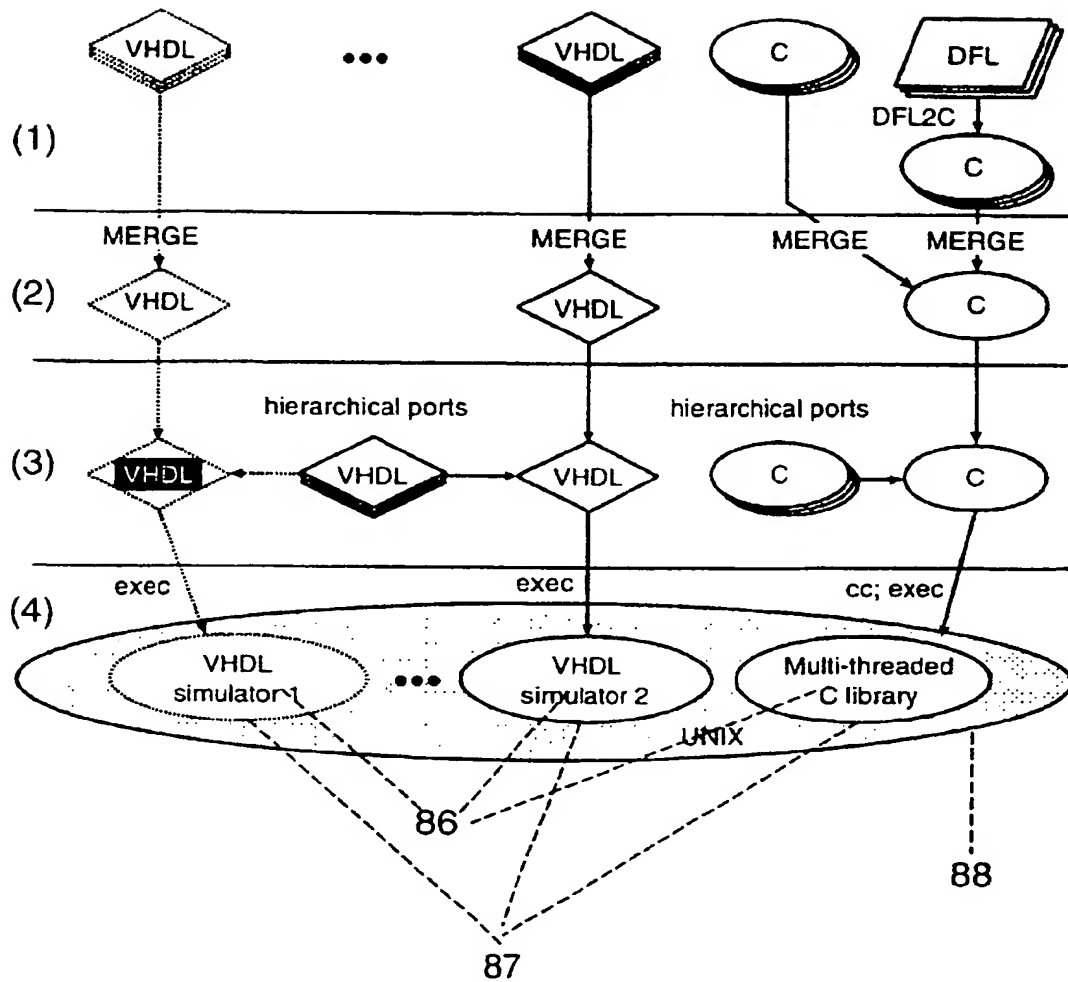 VHDL
VHDL
C
DFL
DFL2C
(1)
C
MERGE
MERGE
MERGE
MERGE
(2)
VHDL
VHDL
C
hierarchical ports
hierarchical ports
(3)
VHDL
VHDL
VHDL
C
C
exec
exec
cc; exec
(4)
VHDL
simulator 1
VHDL
simulator 2
Multi-threaded
C library
UNIX
86
88
87